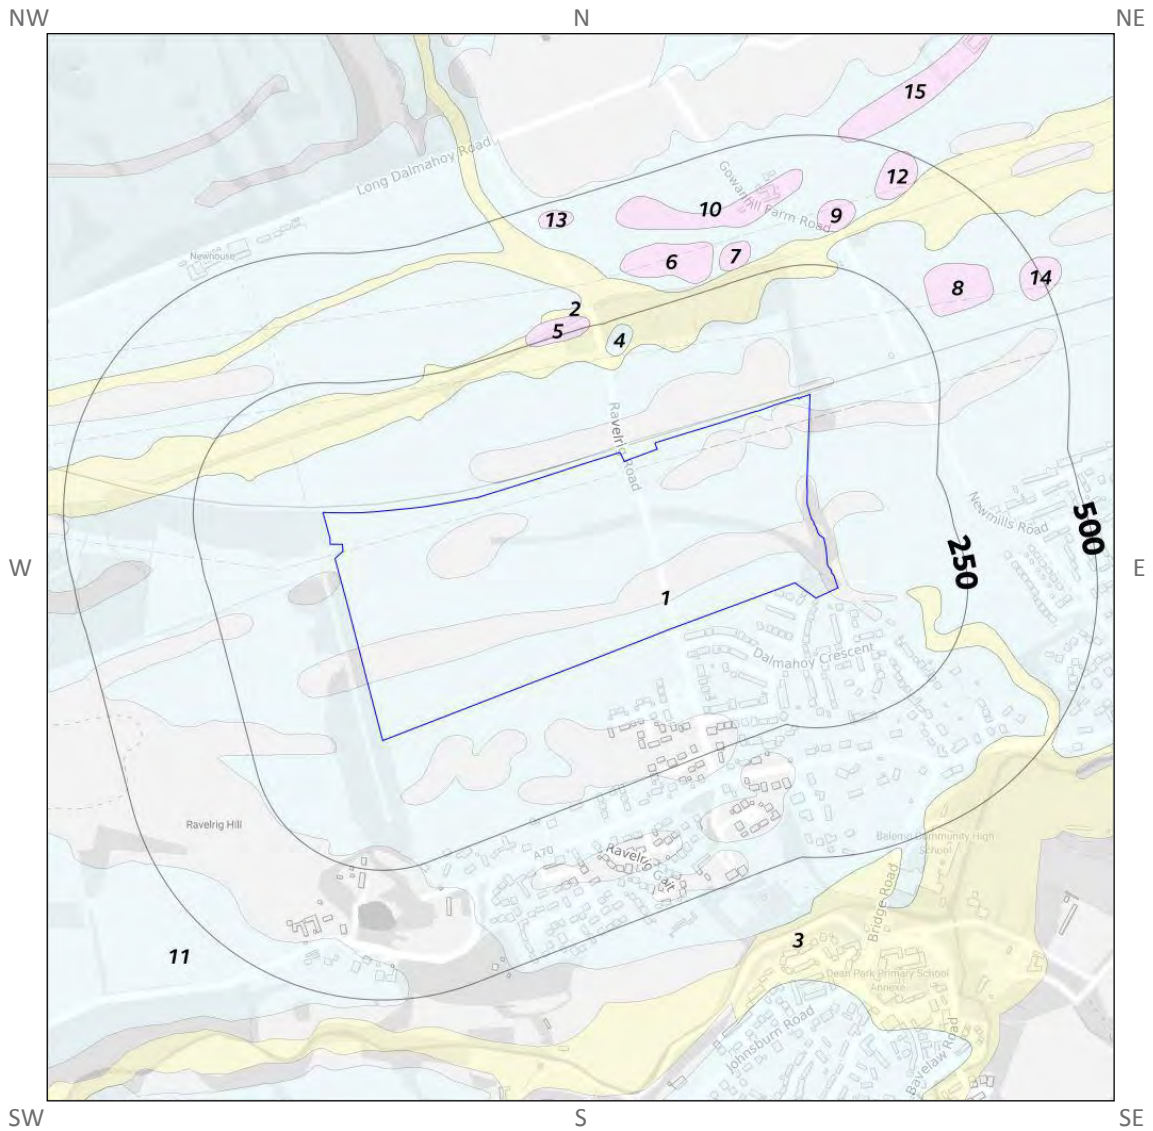 NW
N
NE
15
Long Dalmahoy Road
12
Gowanhill Farm Road
10
9
13
Newhouse
6
7
14
8
2
5
4
Ravelrig Road
Newmills Road
500
250
W
E
1
Dalmahoy Crescent
Ravelrig Hill
Balerno Community High
School
A70
Ravelrig Gait
Bridge Road
3
11
Dean Park Primary School
Annexe
Johnsburn Road
Bavelaw Road
SW
S
SE